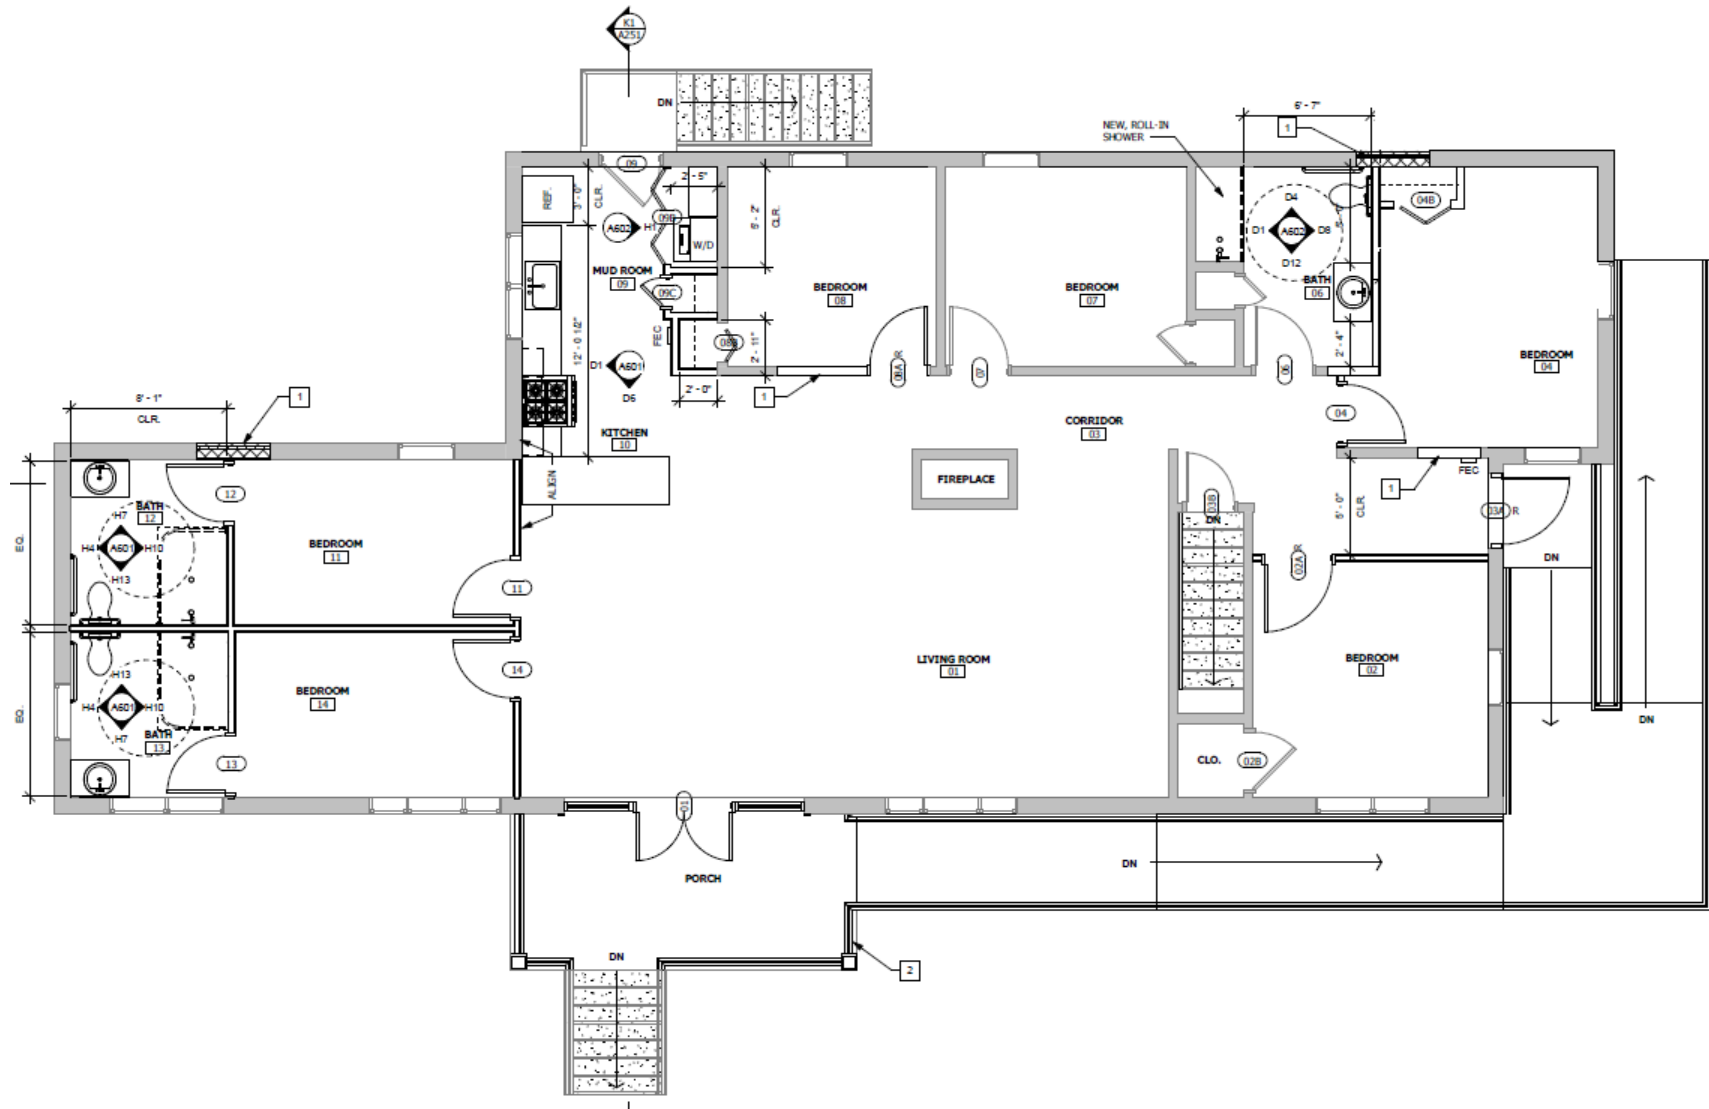 K1
A251
DN
6' - 7"
NEW, ROLL-IN
SHOWER
1
09
REF.
3' - 0"
CLR.
2' - 5"
09B
A602
H1
W/D
MUD ROOM
09
09C
6' - 2"
CLR.
BEDROOM
08
BEDROOM
07
D4
D1
A602
D8
D12
BATH
06
04B
12' - 0 1/2"
FEC
08B
2' - 11"
D1
A601
D6
2' - 0"
1
08A
R
07
06
2' - 4"
BEDROOM
04
04
8' - 1"
CLR.
1
KITCHEN
10
CORRIDOR
03
FIREPLACE
ALIGN
FEC
1
5' - 0"
CLR.
03A
R
03B
DN
DN
12
BATH
12
H7
H4
A601
H10
H13
EQ.
BEDROOM
11
11
02A
R
14
LIVING ROOM
01
BEDROOM
02
BEDROOM
14
H13
H4
A601
H10
H7
BATH
13
EQ.
13
CLO.
02B
DN
01
PORCH
DN
DN
2